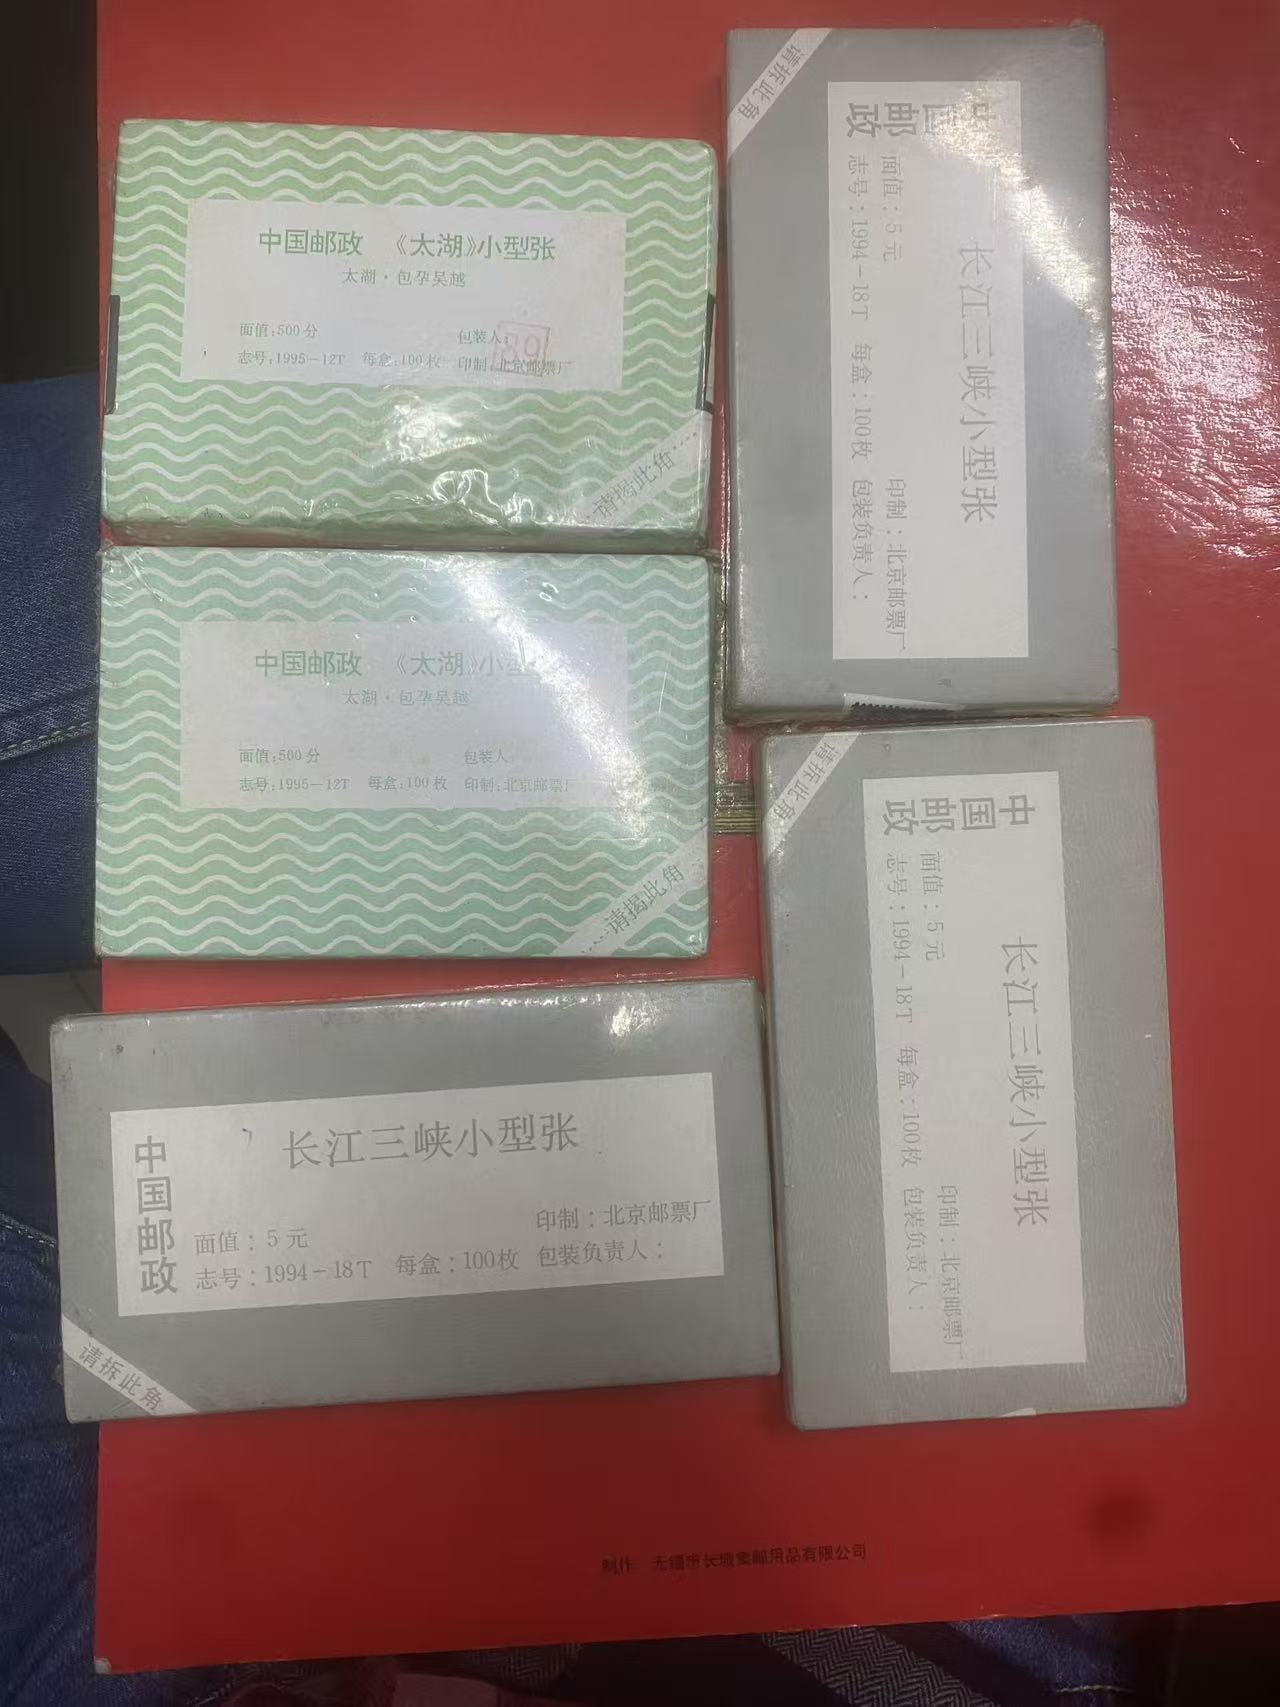 中国邮政 《太湖》小型张
太湖·包孕吴越
面值:500分
包装人:
志号:1995-12T 每盒:100枚 印制:北京邮票厂
请揭此角
中国邮政 《太湖》小型
太湖·包孕吴越
面值:500分
包装人
志号:1995-12T 每盒:100枚 印制:北京邮票厂
请揭此角
请拆此角
中国邮政
长江三峡小型张
面值：5元
印制：北京邮票厂
志号：1994-18T 每盒：100枚 包装负责人：
请拆此角
中国邮政
长江三峡小型张
面值：5元
印制：北京邮票厂
志号：1994-18T 每盒：100枚 包装负责人：
中国邮政
长江三峡小型张
印制：北京邮票厂
面值：5元
志号：1994-18T 每盒：100枚 包装负责人：
请拆此角
制作 无锡市长城集邮用品有限公司